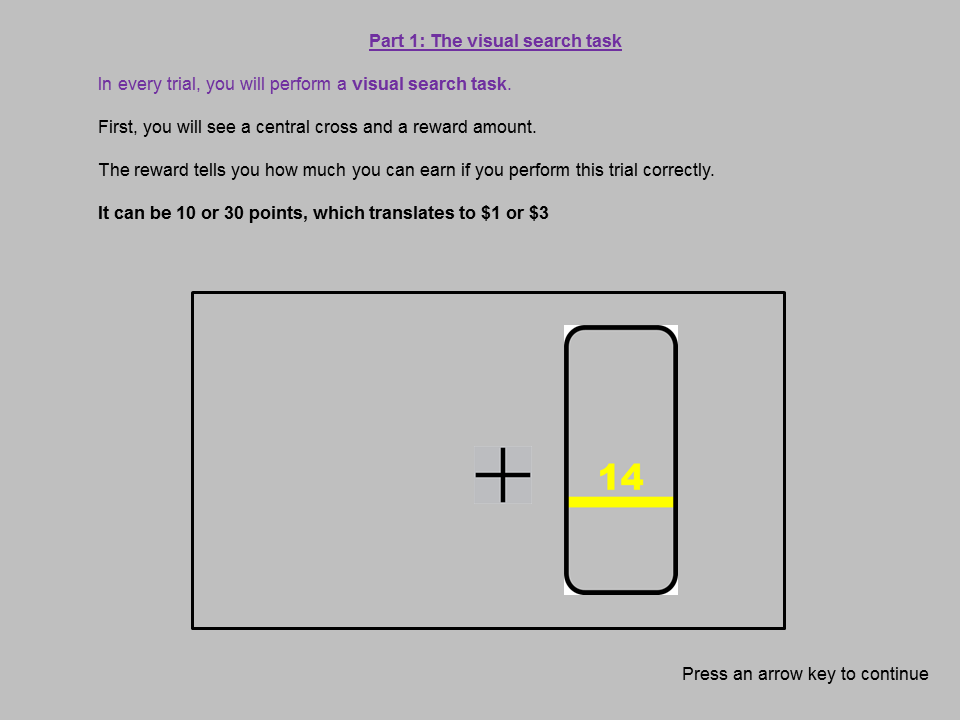 Part 1: The visual search task
In every trial, you will perform a visual search task.
First, you will see a central cross and a reward amount.
The reward tells you how much you can earn if you perform this trial correctly.
It can be 10 or 30 points, which translates to $1 or $3
14
Press an arrow key to continue